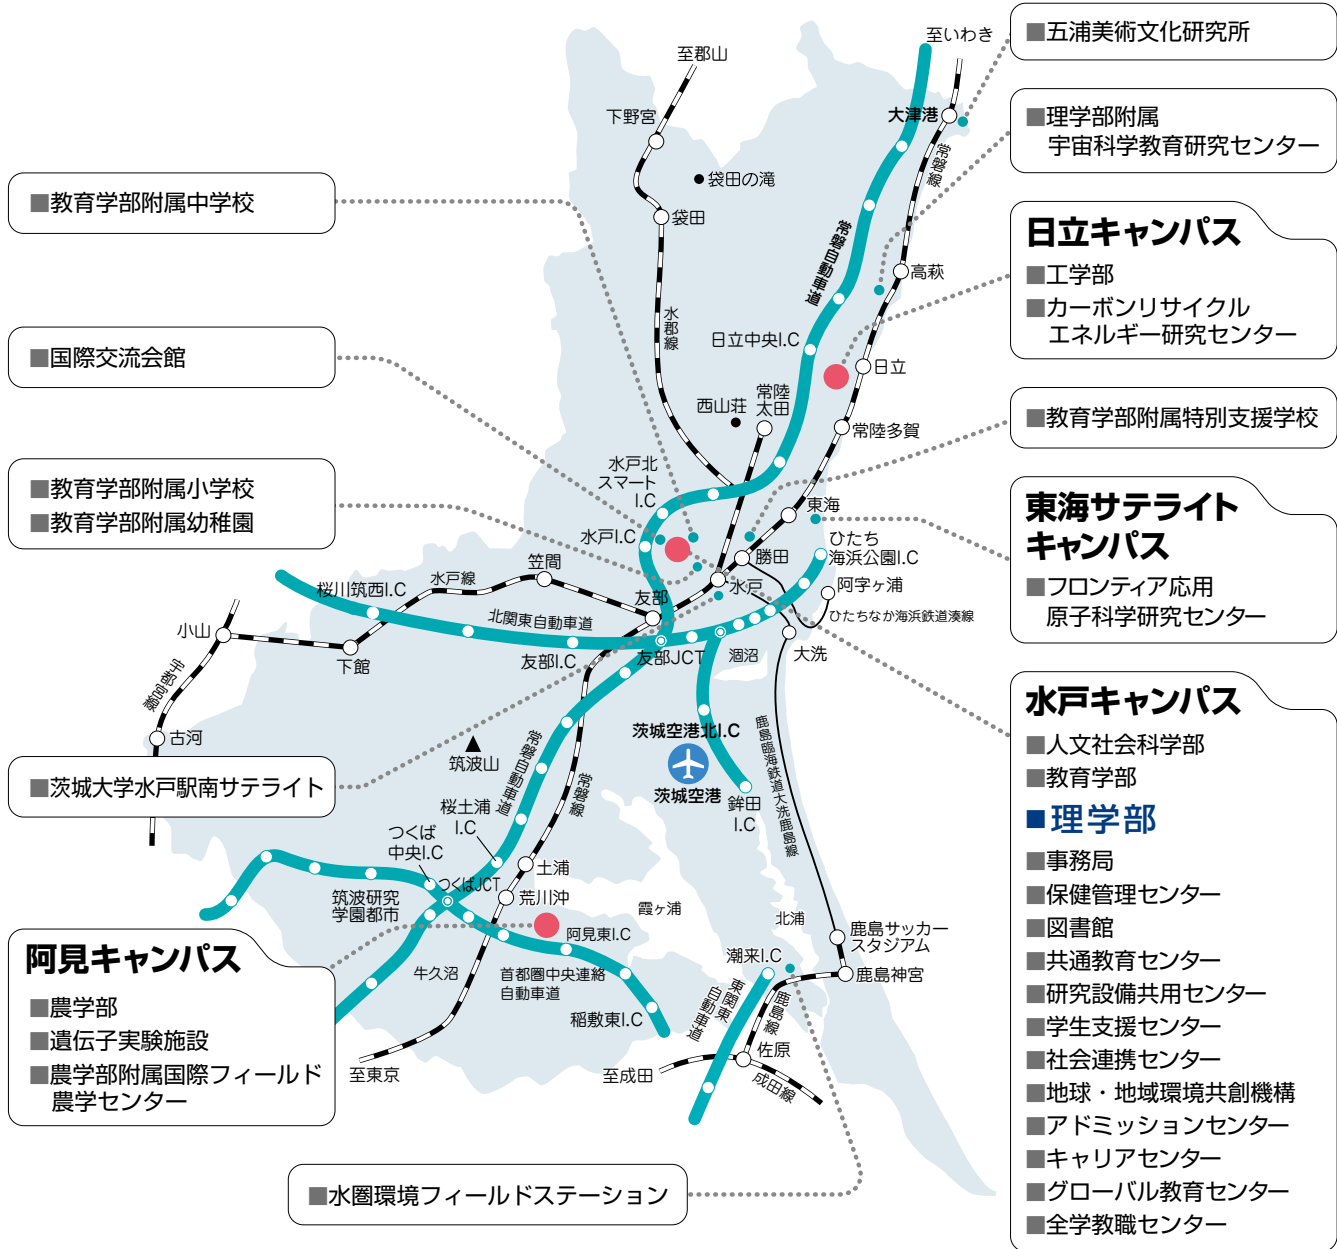 至いわき
至郡山
下野宮
大津港
常磐線
袋田の滝
袋田
常磐自動車道
高萩
水郡線
日立中央I.C
日立
西山荘
常陸
太田
常陸多賀
水戸北
スマート
I.C
東海
水戸I.C
ひたち
海浜公園I.C
勝田
笠間
水戸線
水戸
阿字ヶ浦
桜川筑西I.C
友部
ひたちなか海浜鉄道湊線
小山
北関東自動車道
下館
友部I.C
友部JCT
涸沼
大洗
宇都宮線
古河
茨城空港北I.C
茨城空港
鹿島臨海鉄道大洗鹿島線
筑波山
常磐自動車道
常磐線
鉾田
I.C
桜土浦
I.C
つくば
中央I.C
土浦
つくばJCT
荒川沖
筑波研究
学園都市
霞ヶ浦
北浦
阿見東I.C
鹿島サッカー
スタジアム
牛久沼
首都圏中央連絡
自動車道
潮来I.C
鹿島神宮
稲敷東I.C
東関東
自動車道
鹿島線
至東京
至成田
佐原
成田線
■教育学部附属中学校
■国際交流会館
■教育学部附属小学校
■教育学部附属幼稚園
■茨城大学水戸駅南サテライト
阿見キャンパス
■農学部
■遺伝子実験施設
■農学部附属国際フィールド
農学センター
■水圏環境フィールドステーション
■五浦美術文化研究所
■理学部附属
宇宙科学教育研究センター
日立キャンパス
■工学部
■カーボンリサイクル
エネルギー研究センター
■教育学部附属特別支援学校
東海サテライト
キャンパス
■フロンティア応用
原子科学研究センター
水戸キャンパス
■人文社会科学部
■教育学部
■理学部
■事務局
■保健管理センター
■図書館
■共通教育センター
■研究設備共用センター
■学生支援センター
■社会連携センター
■地球・地域環境共創機構
■アドミッションセンター
■キャリアセンター
■グローバル教育センター
■全学教職センター